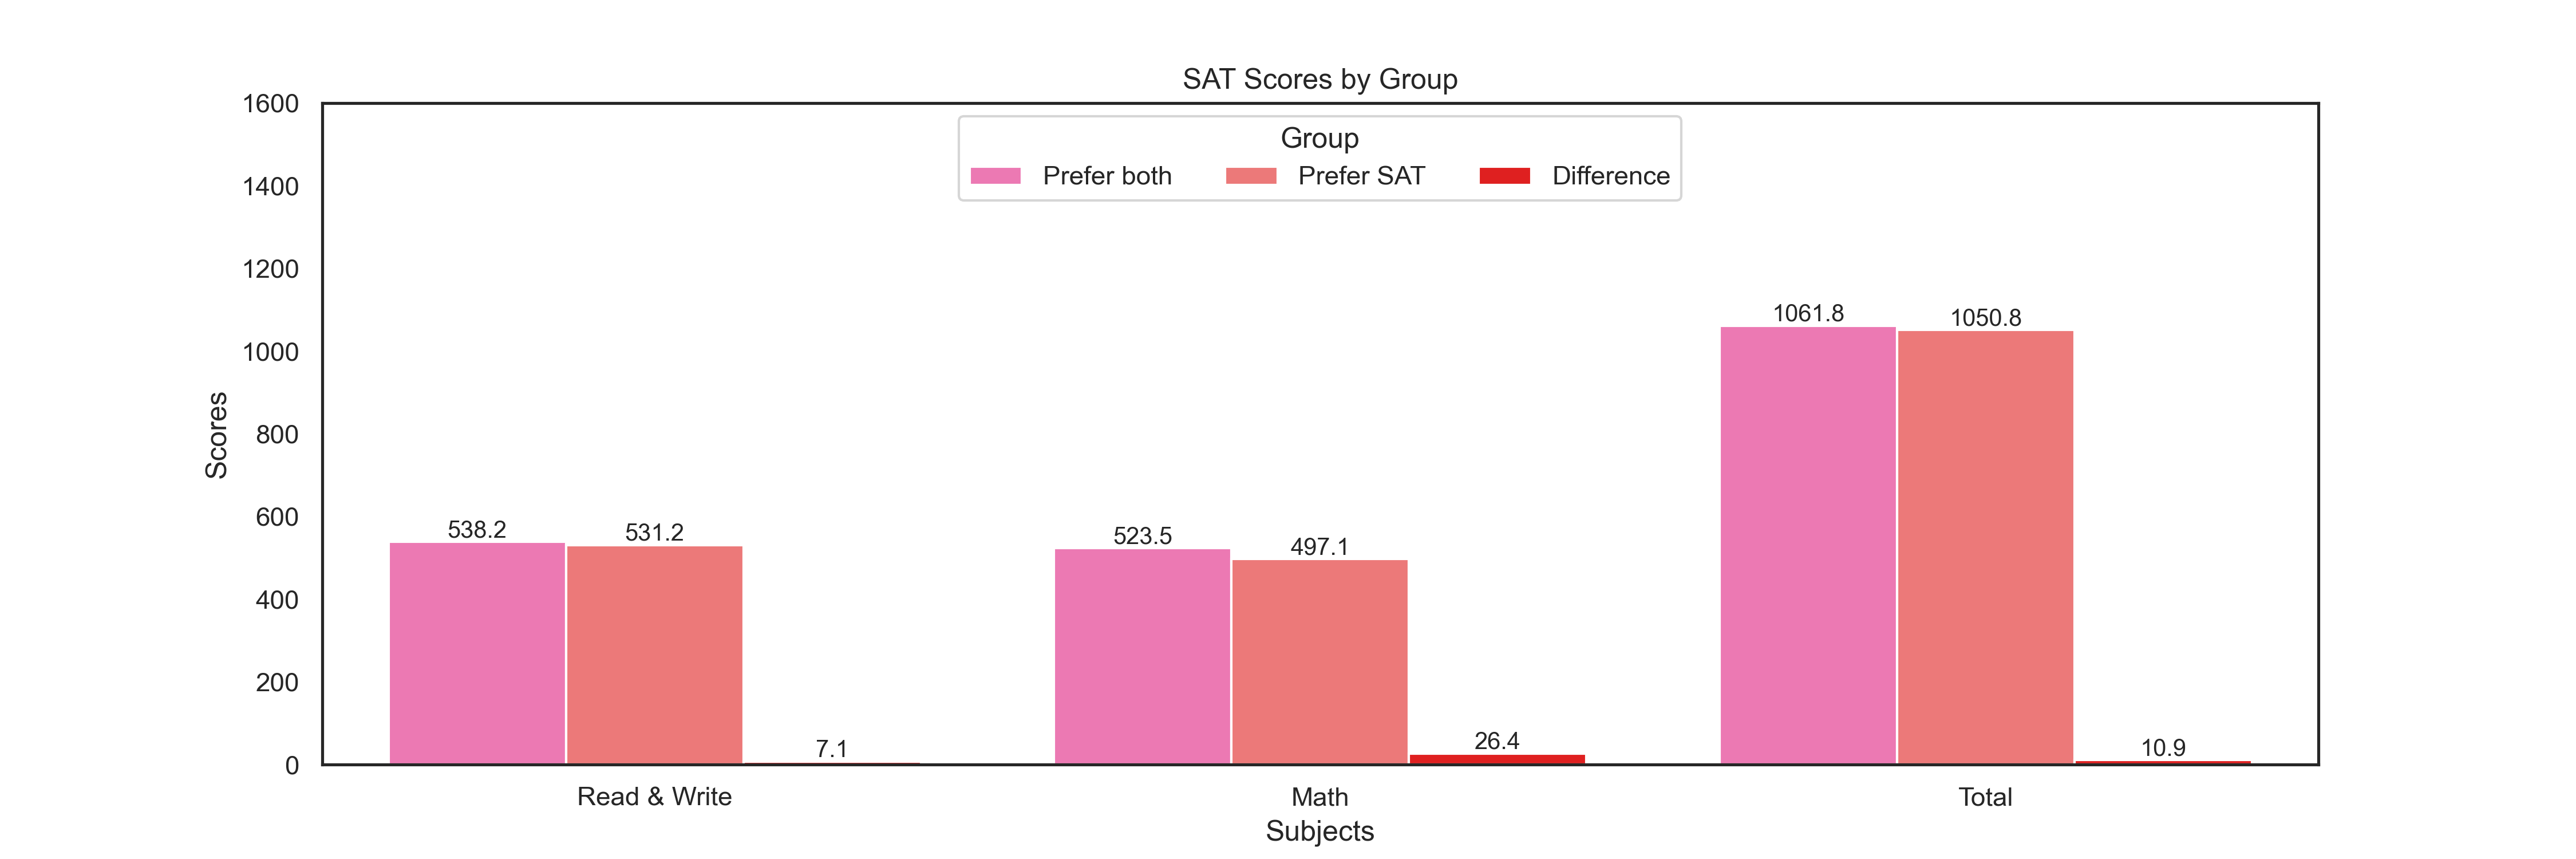 SAT Scores by Group
Group
Prefer both Prefer SAT Difference
1600
1400
1200
1000
800
600
400
200
0
Scores
538.2 531.2 7.1
523.5 497.1 26.4
1061.8 1050.8 10.9
Read & Write Math Total
Subjects